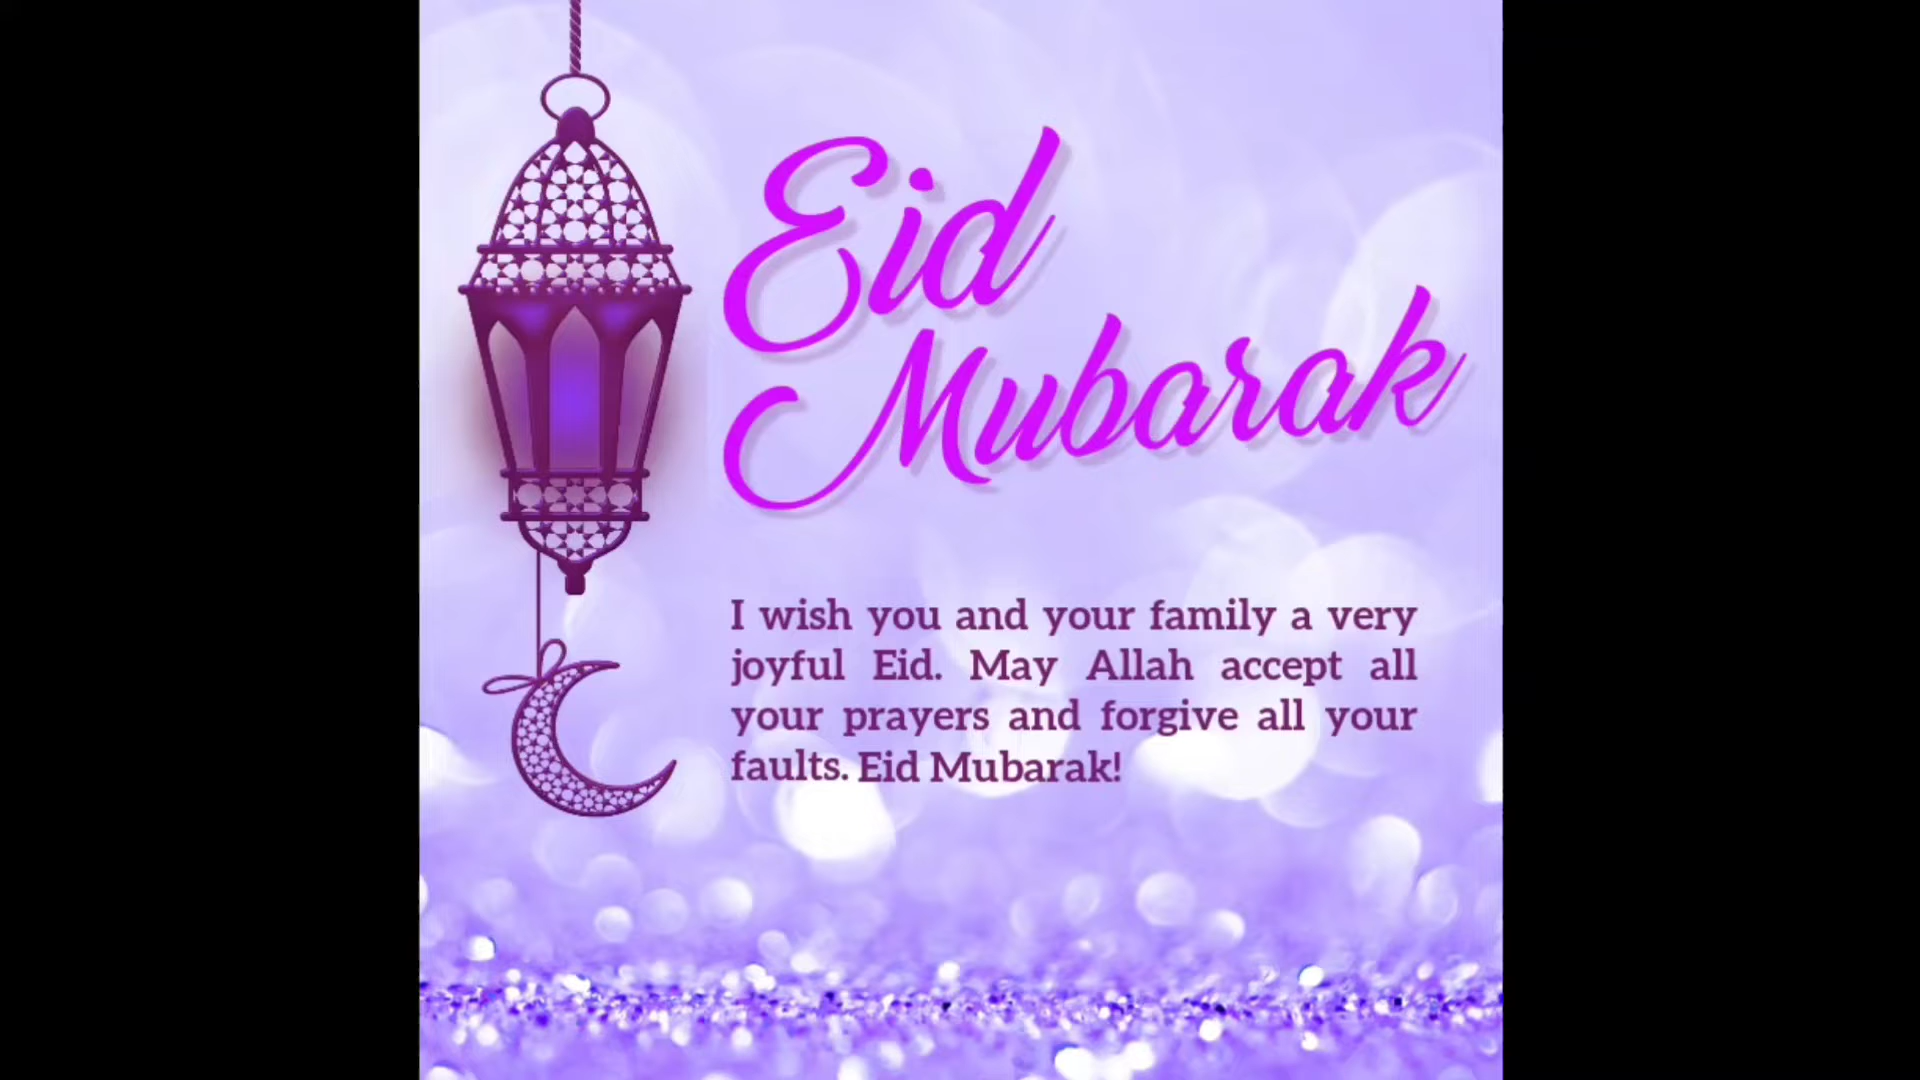 Eid
Mubarak
I wish you and your family a very
joyful Eid. May Allah accept all
your prayers and forgive all your
faults. Eid Mubarak!